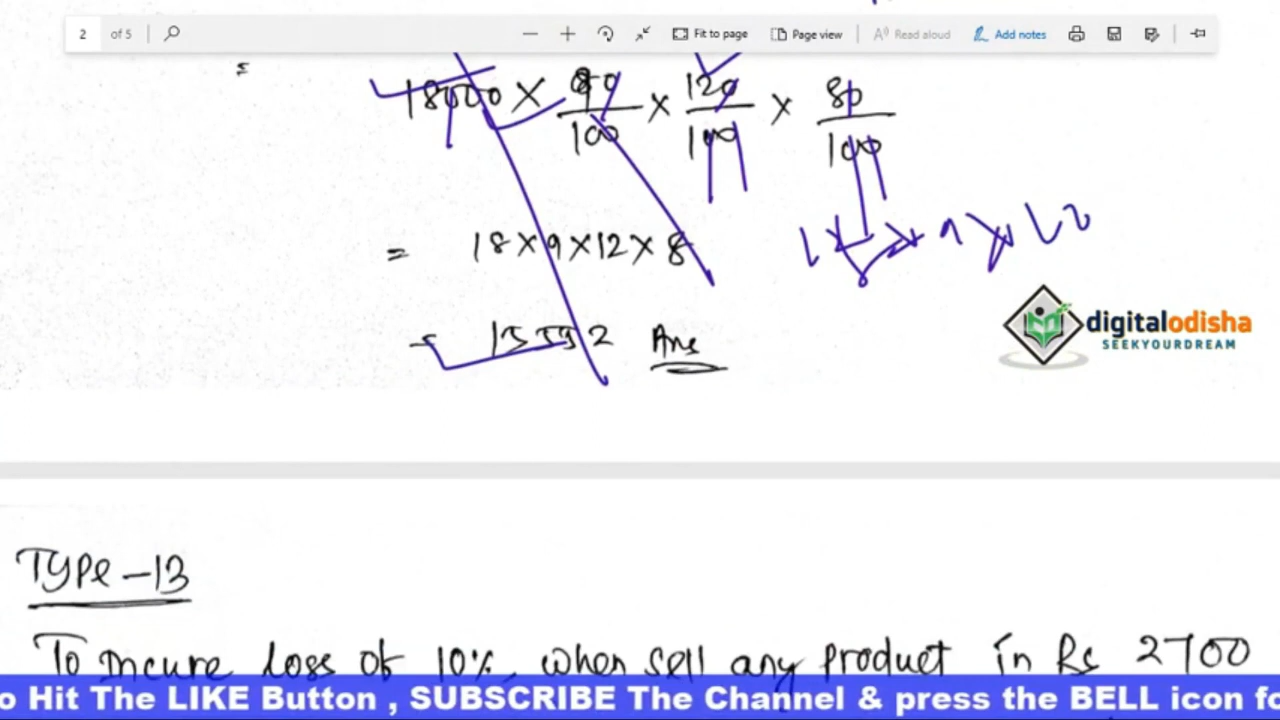 2 of 5 Fit to page Page view Read aloud Add notes
=
18000 × 90/100 × 120/100 × 80/100
= 18×9×12×8
= 15552 Ans
digitalodisha
SEEKYOURDREAM
TYPe-13
To incure loss of 10%, when sell any product in Rs 2700
o Hit The LIKE Button , SUBSCRIBE The Channel & press the BELL icon fo